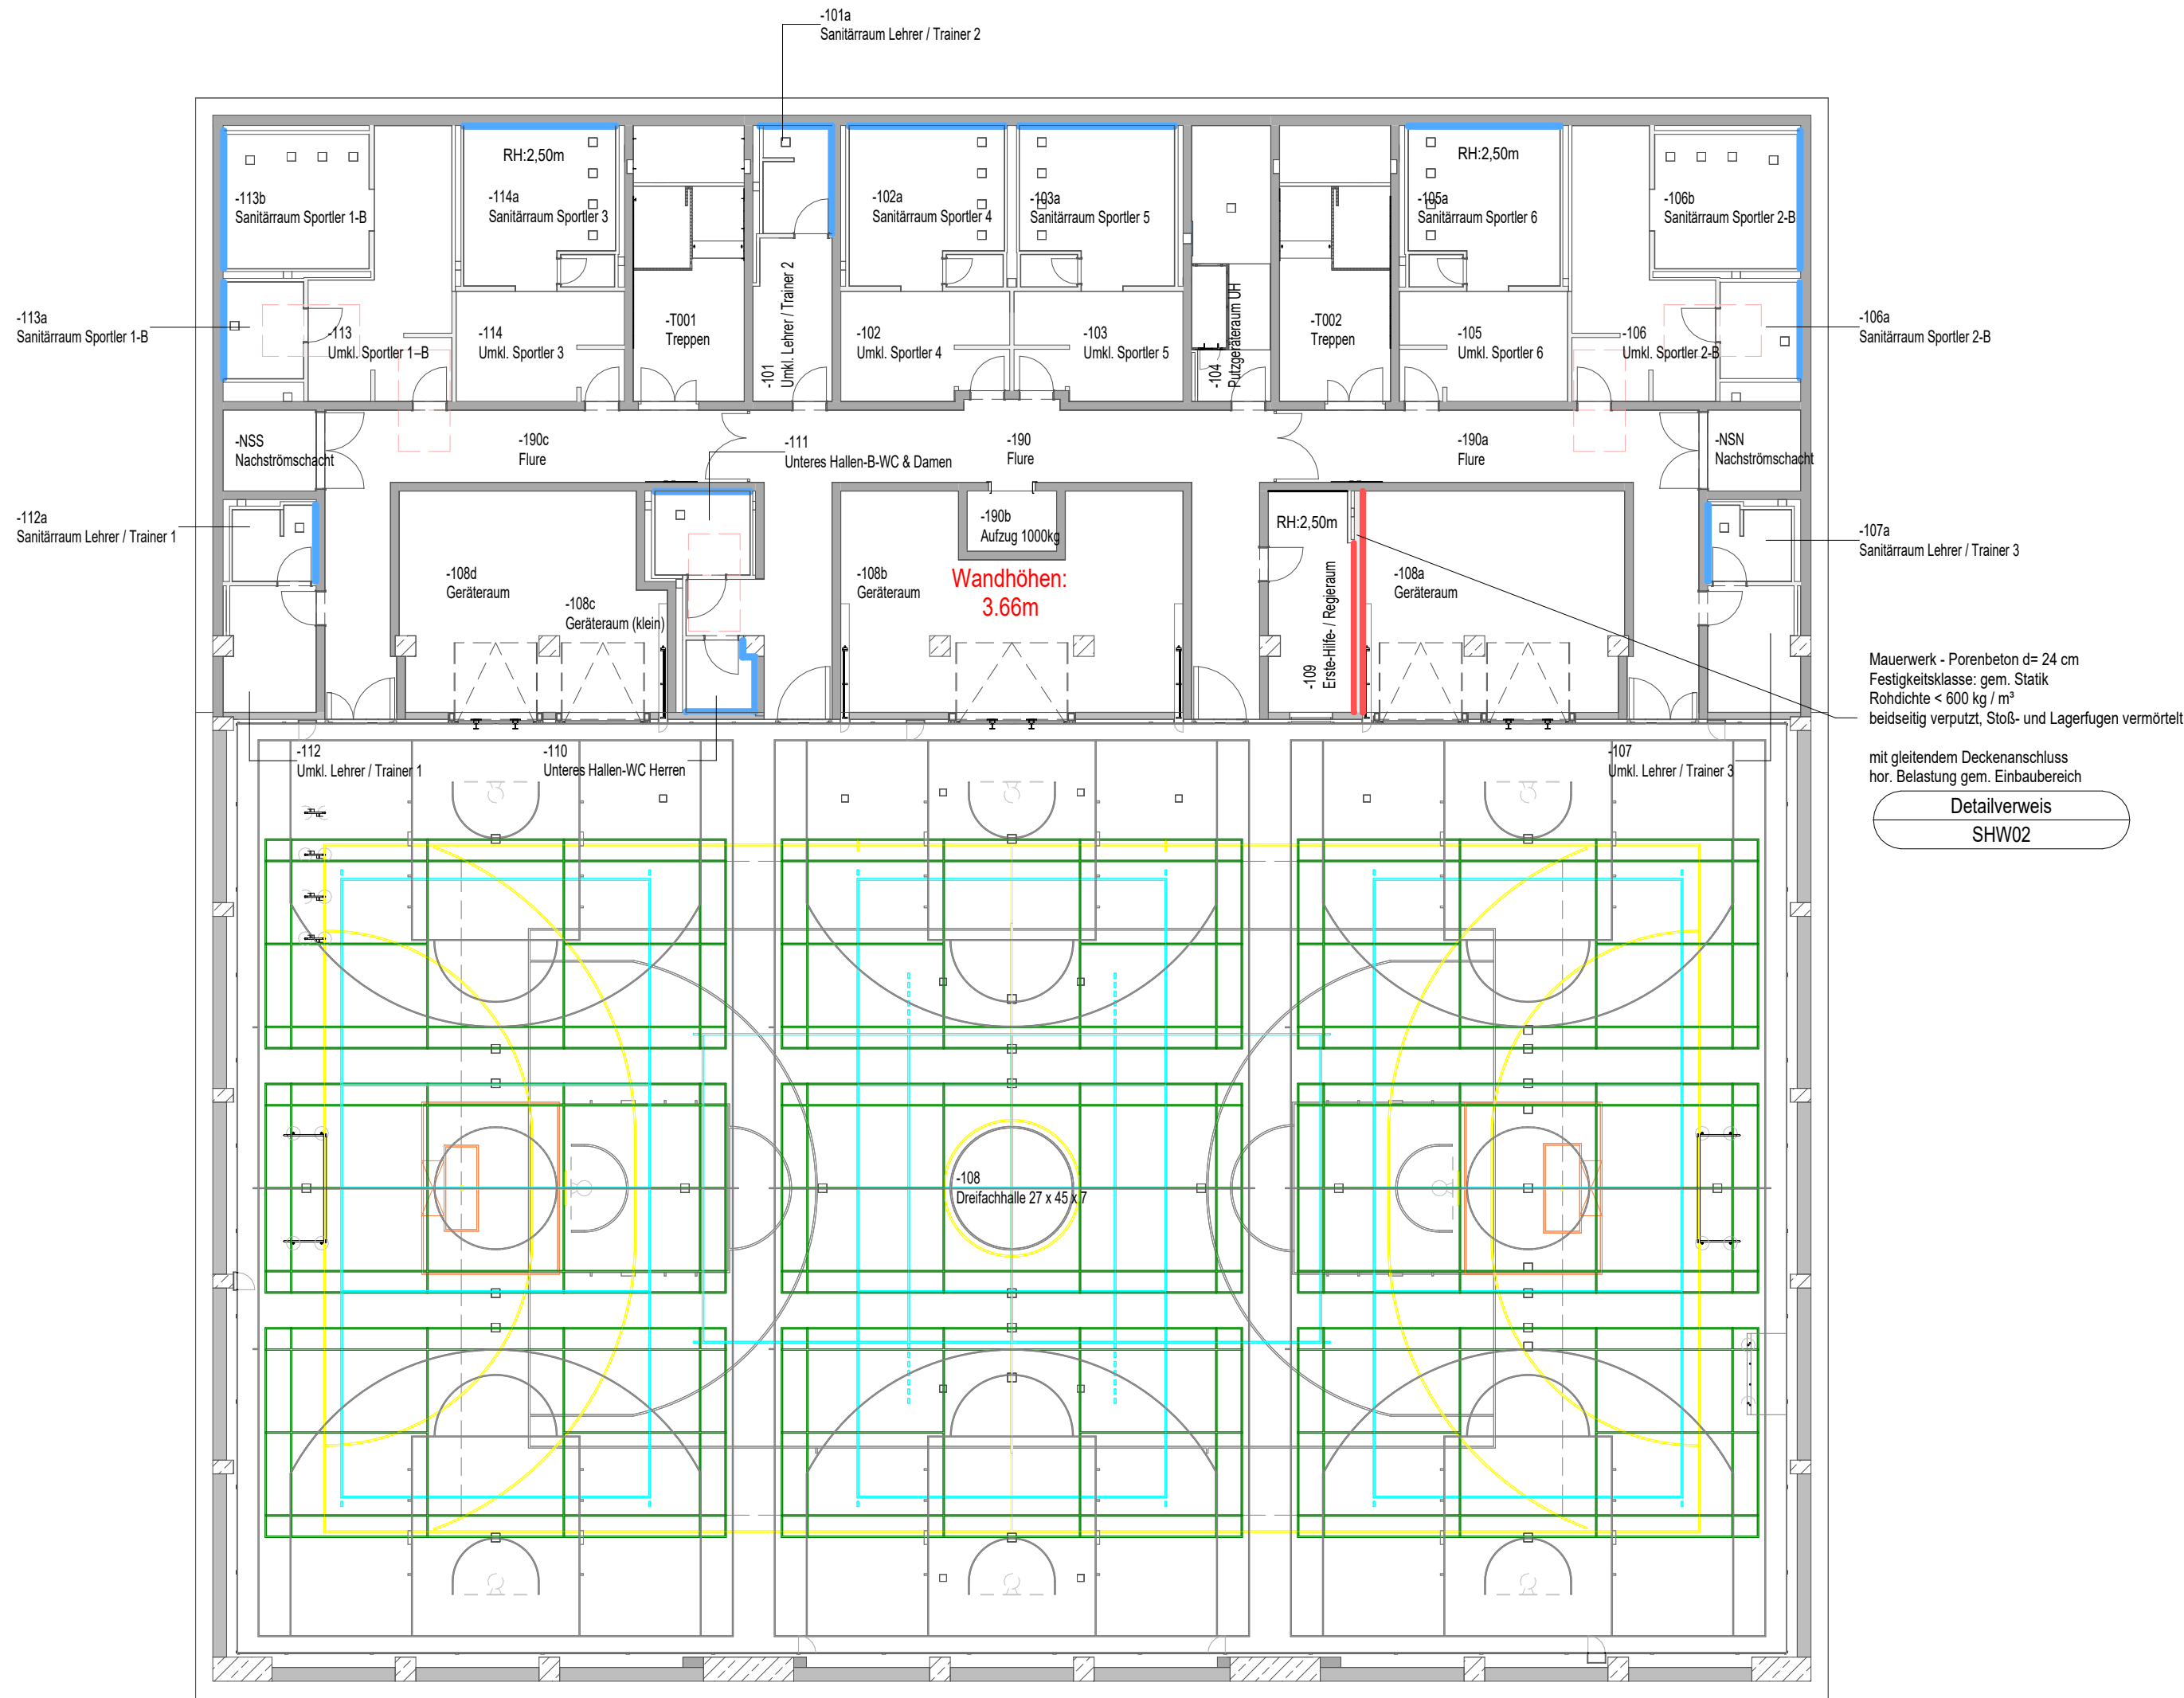 -101a
Sanitärraum Lehrer / Trainer 2
RH:2,50m
RH:2,50m
-113b
Sanitärraum Sportler 1-B
-114a
Sanitärraum Sportler 3
-102a
Sanitärraum Sportler 4
-103a
Sanitärraum Sportler 5
-105a
Sanitärraum Sportler 6
-106b
Sanitärraum Sportler 2-B
-113a
Sanitärraum Sportler 1-B
-113
Umkl. Sportler 1–B
-114
Umkl. Sportler 3
-T001
Treppen
-101
Umkl. Lehrer / Trainer 2
-102
Umkl. Sportler 4
-103
Umkl. Sportler 5
-104
Putzgeräteraum UH
-T002
Treppen
-105
Umkl. Sportler 6
-106
Umkl. Sportler 2-B
-106a
Sanitärraum Sportler 2-B
-NSS
Nachströmschacht
-190c
Flure
-111
Unteres Hallen-B-WC & Damen
-190
Flure
-190a
Flure
-NSN
Nachströmschacht
-112a
Sanitärraum Lehrer / Trainer 1
-190b
Aufzug 1000kg
RH:2,50m
-107a
Sanitärraum Lehrer / Trainer 3
-108d
Geräteraum
-108c
Geräteraum (klein)
-108b
Geräteraum
Wandhöhen:
3.66m
-109
Erste-Hilfe- / Regieraum
-108a
Geräteraum
Mauerwerk - Porenbeton d= 24 cm
Festigkeitsklasse: gem. Statik
Rohdichte < 600 kg / m³
beidseitig verputzt, Stoß- und Lagerfugen vermörtelt
mit gleitendem Deckenanschluss
hor. Belastung gem. Einbaubereich
Detailverweis
SHW02
-112
Umkl. Lehrer / Trainer 1
-110
Unteres Hallen-WC Herren
-107
Umkl. Lehrer / Trainer 3
-108
Dreifachhalle 27 x 45 x 7